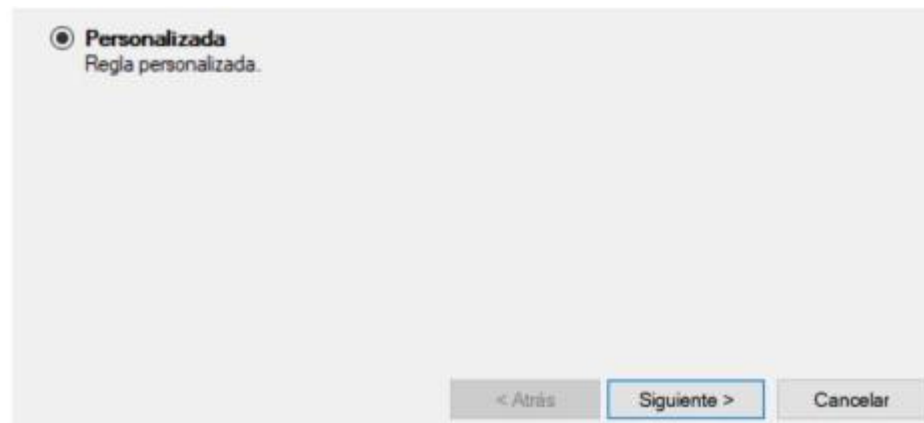 Personalizada
Regla personalizada.
< Atrás
Siguiente >
Cancelar